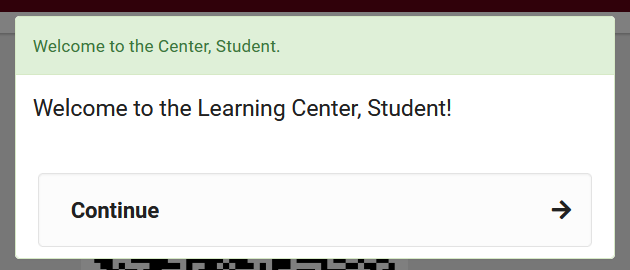 Welcome to the Center, Student.
Welcome to the Learning Center, Student!
Continue